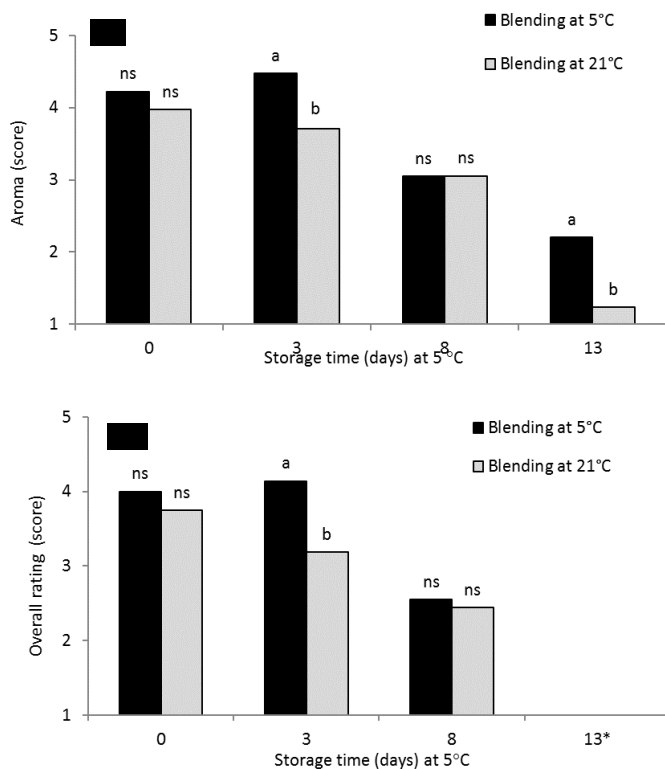 Blending at 5°C
Blending at 21°C
Aroma (score)
5
4
3
2
1
ns
ns
a
b
ns
ns
a
b
0
3
8
13
Storage time (days) at 5 °C
Blending at 5°C
Blending at 21°C
Overall rating (score)
5
4
3
2
1
ns
ns
a
b
ns
ns
0
3
8
13*
Storage time (days) at 5°C